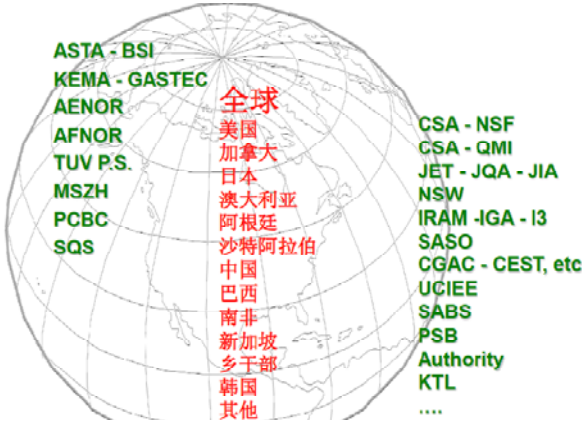 ASTA - BSI
KEMA - GASTEC
AENOR
AFNOR
TUV P.S.
MSZH
PCBC
SQS
全球
美国
加拿大
日本
澳大利亚
阿根廷
沙特阿拉伯
中国
巴西
南非
新加坡
乡干部
韩国
其他
CSA - NSF
CSA - QMI
JET - JQA - JIA
NSW
IRAM -IGA - I3
SASO
CGAC - CEST, etc
UCIEE
SABS
PSB
Authority
KTL
....